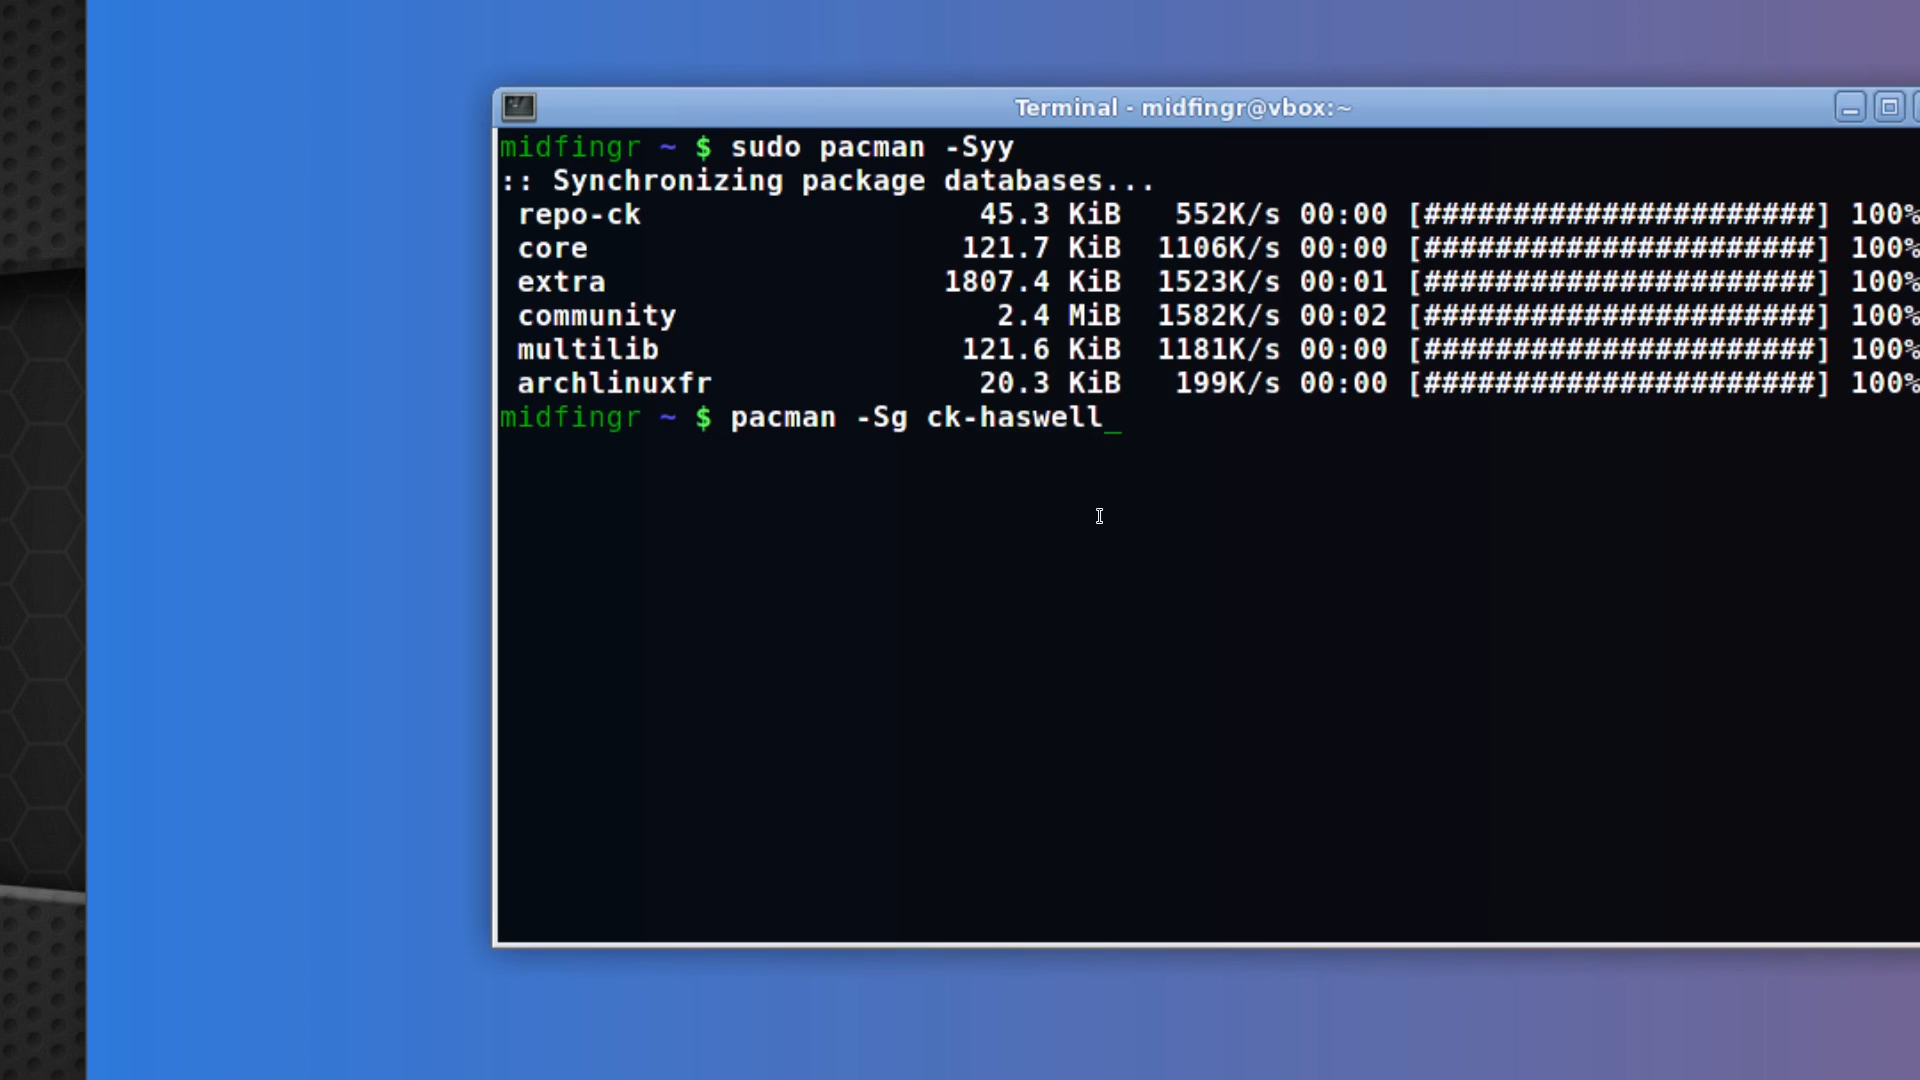 Terminal - midfingr@vbox:~
midfingr ~ $ sudo pacman -Syy
:: Synchronizing package databases...
repo-ck 45.3 KiB 552K/s 00:00 [######################] 100%
core 121.7 KiB 1106K/s 00:00 [######################] 100%
extra 1807.4 KiB 1523K/s 00:01 [######################] 100%
community 2.4 MiB 1582K/s 00:02 [######################] 100%
multilib 121.6 KiB 1181K/s 00:00 [######################] 100%
archlinuxfr 20.3 KiB 199K/s 00:00 [######################] 100%
midfingr ~ $ pacman -Sg ck-haswell_